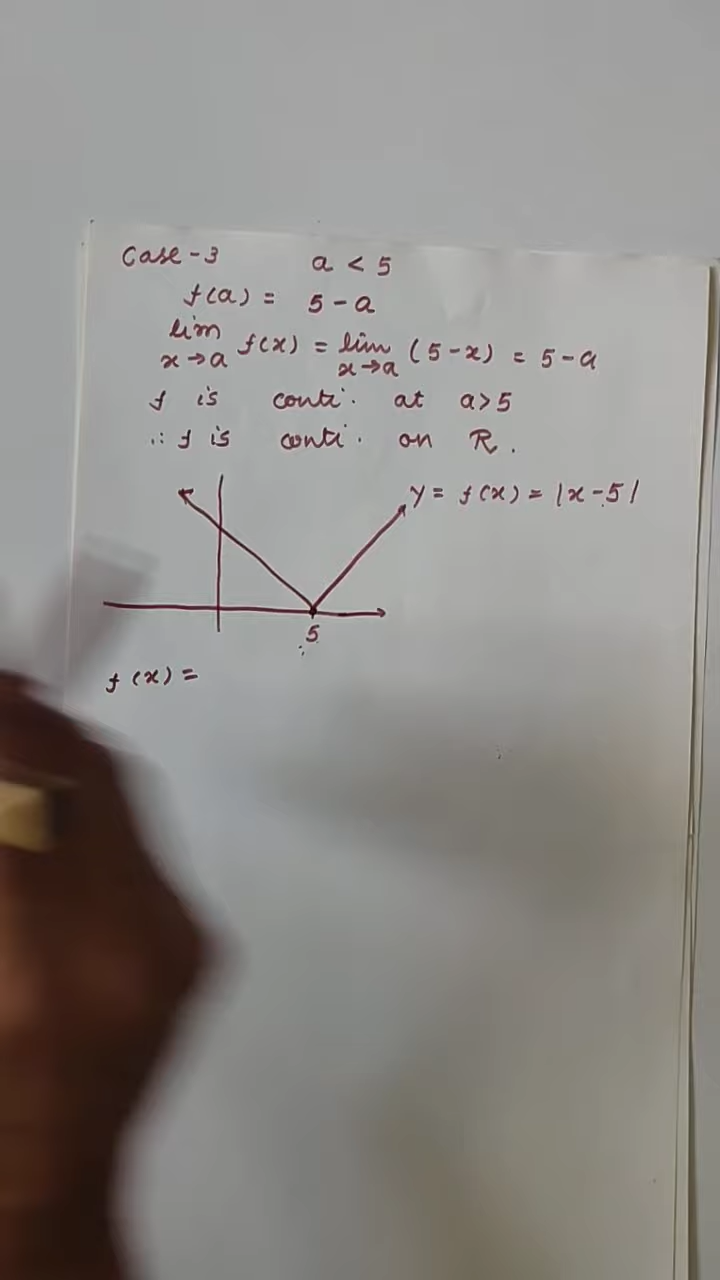 Case-3 a < 5
f(a) = 5-a
lim x→a f(x) = lim x→a (5-x) = 5-a
f is conti. at a>5
∴ f is conti. on R.
y = f(x) = |x-5|
5
f(x) =